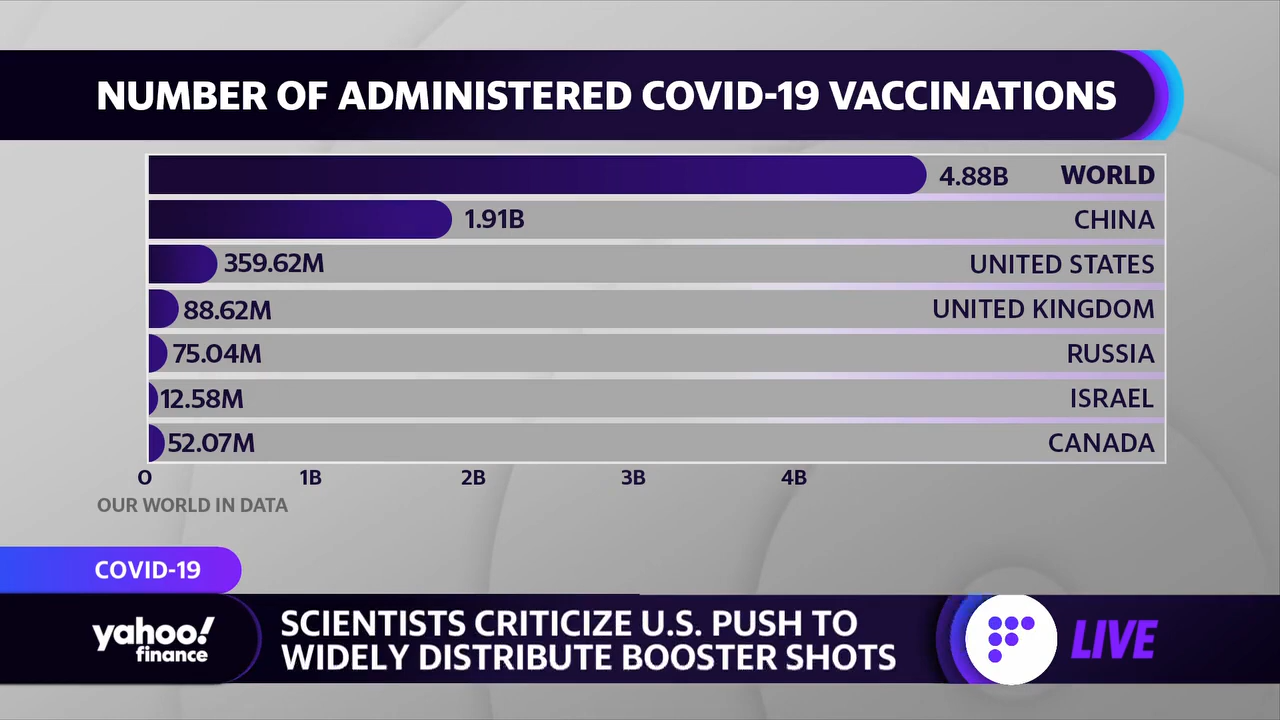 NUMBER OF ADMINISTERED COVID-19 VACCINATIONS
4.88B WORLD
1.91B CHINA
359.62M UNITED STATES
88.62M UNITED KINGDOM
75.04M RUSSIA
12.58M ISRAEL
52.07M CANADA
0 1B 2B 3B 4B
OUR WORLD IN DATA
COVID-19
yahoo!
finance
SCIENTISTS CRITICIZE U.S. PUSH TO
WIDELY DISTRIBUTE BOOSTER SHOTS
LIVE